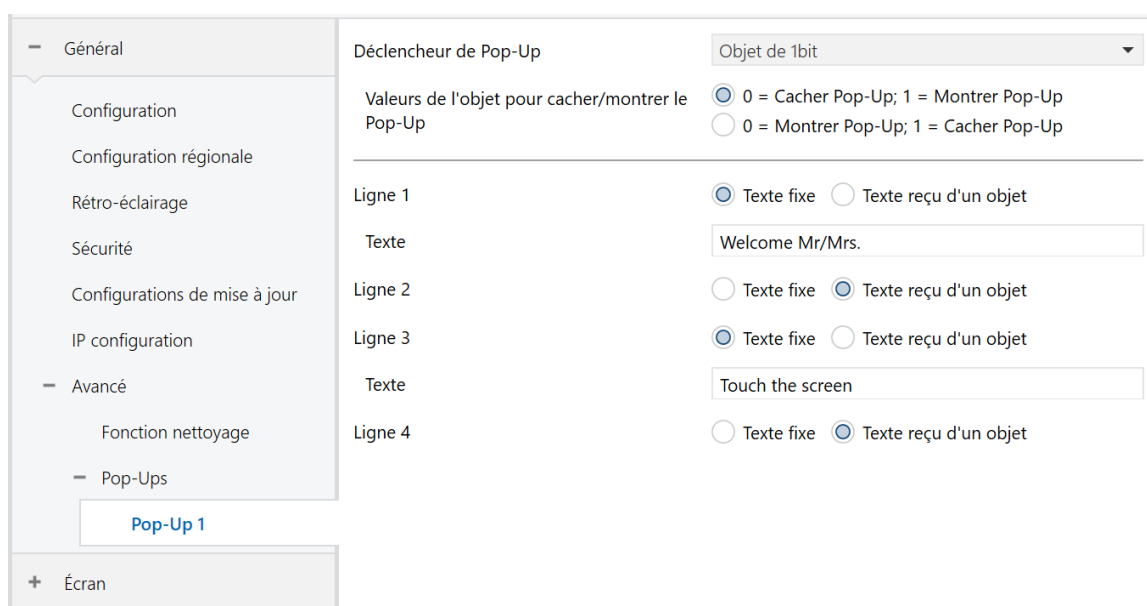 Général
Configuration
Configuration régionale
Rétro-éclairage
Sécurité
Configurations de mise à jour
IP configuration
Avancé
Fonction nettoyage
Pop-Ups
Pop-Up 1
Écran
Déclencheur de Pop-Up
Objet de 1bit
Valeurs de l'objet pour cacher/montrer le
Pop-Up
0 = Cacher Pop-Up; 1 = Montrer Pop-Up
0 = Montrer Pop-Up; 1 = Cacher Pop-Up
Ligne 1
Texte fixe Texte reçu d'un objet
Texte
Welcome Mr/Mrs.
Ligne 2
Texte fixe Texte reçu d'un objet
Ligne 3
Texte fixe Texte reçu d'un objet
Texte
Touch the screen
Ligne 4
Texte fixe Texte reçu d'un objet